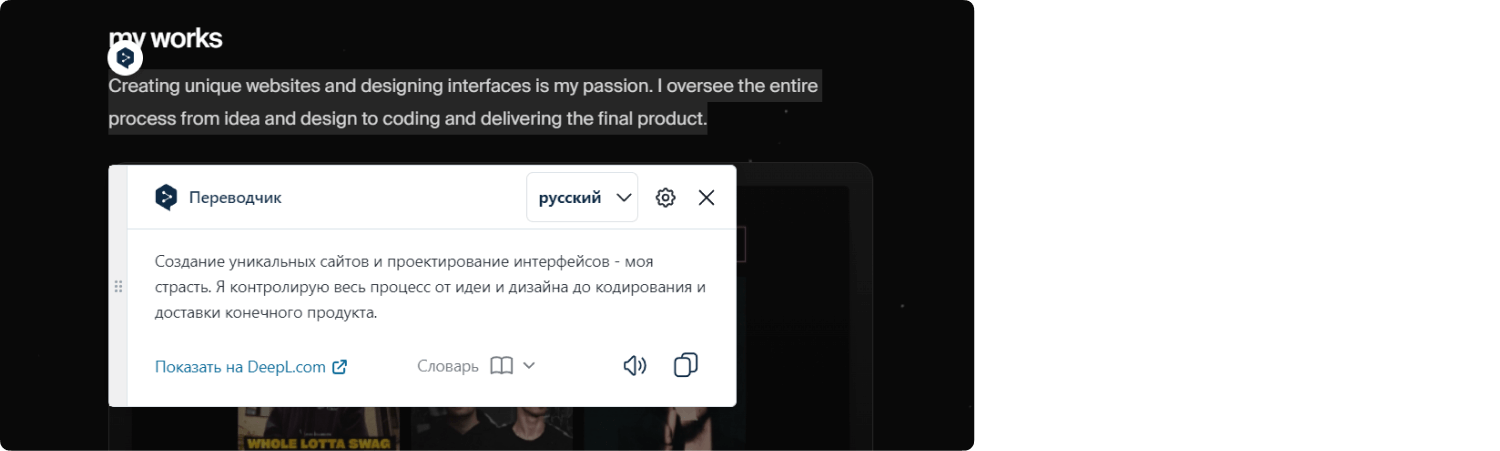 my works
Creating unique websites and designing interfaces is my passion. I oversee the entire
process from idea and design to coding and delivering the final product.
Переводчик
русский
Создание уникальных сайтов и проектирование интерфейсов - моя
страсть. Я контролирую весь процесс от идеи и дизайна до кодирования и
доставки конечного продукта.
Показать на DeepL.com
Словарь
WHOLE LOTTA SWAG